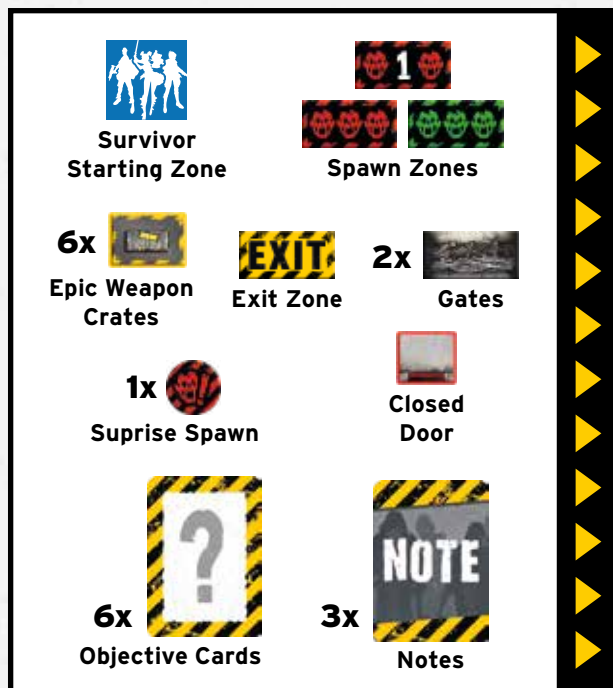 1
Survivor
Starting Zone
Spawn Zones
6x
Epic Weapon
Crates
EXIT
Exit Zone
2x
Gates
1x
!
Suprise Spawn
Closed
Door
?
6x
Objective Cards
NOTE
3x
Notes